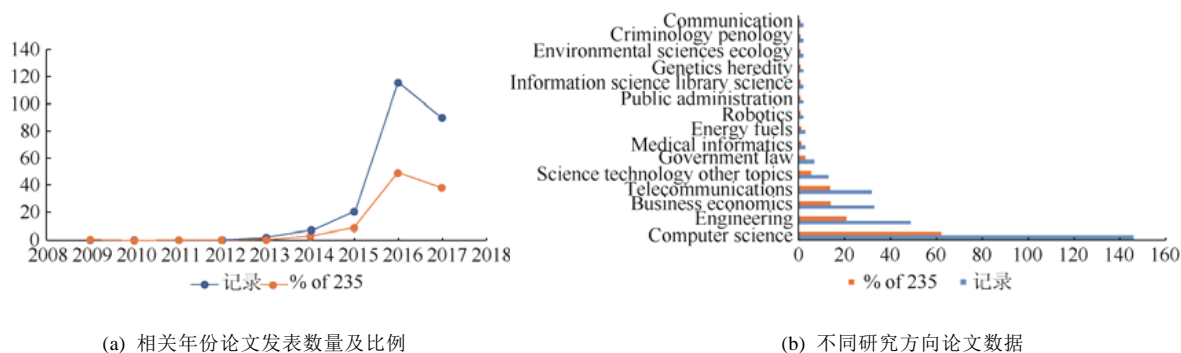 140
120
100
80
60
40
20
0
2008 2009 2010 2011 2012 2013 2014 2015 2016 2017 2018
记录 % of 235
(a) 相关年份论文发表数量及比例
Communication
Criminology penology
Environmental sciences ecology
Genetics heredity
Information science library science
Public administration
Robotics
Energy fuels
Medical informatics
Government law
Science technology other topics
Telecommunications
Business economics
Engineering
Computer science
0 20 40 60 80 100 120 140 160
% of 235 记录
(b) 不同研究方向论文数据